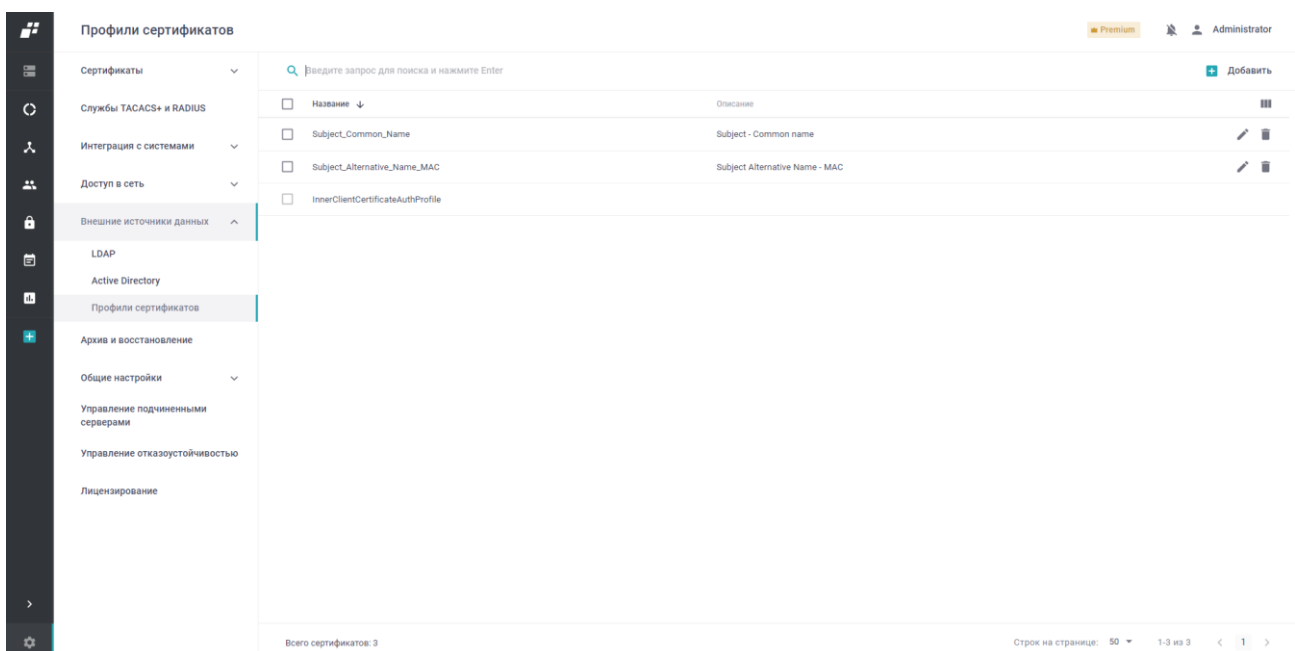 Профили сертификатов
Premium
Administrator
Сертификаты
Службы TACACS+ и RADIUS
Интеграция с системами
Доступ в сеть
Внешние источники данных
LDAP
Active Directory
Профили сертификатов
Архив и восстановление
Общие настройки
Управление подчиненными
серверами
Управление отказоустойчивостью
Лицензирование
Введите запрос для поиска и нажмите Enter
Добавить
Название Описание
Subject_Common_Name Subject - Common name
Subject_Alternative_Name_MAC Subject Alternative Name - MAC
InnerClientCertificateAuthProfile
Всего сертификатов: 3
Строк на странице: 50 1-3 из 3 1